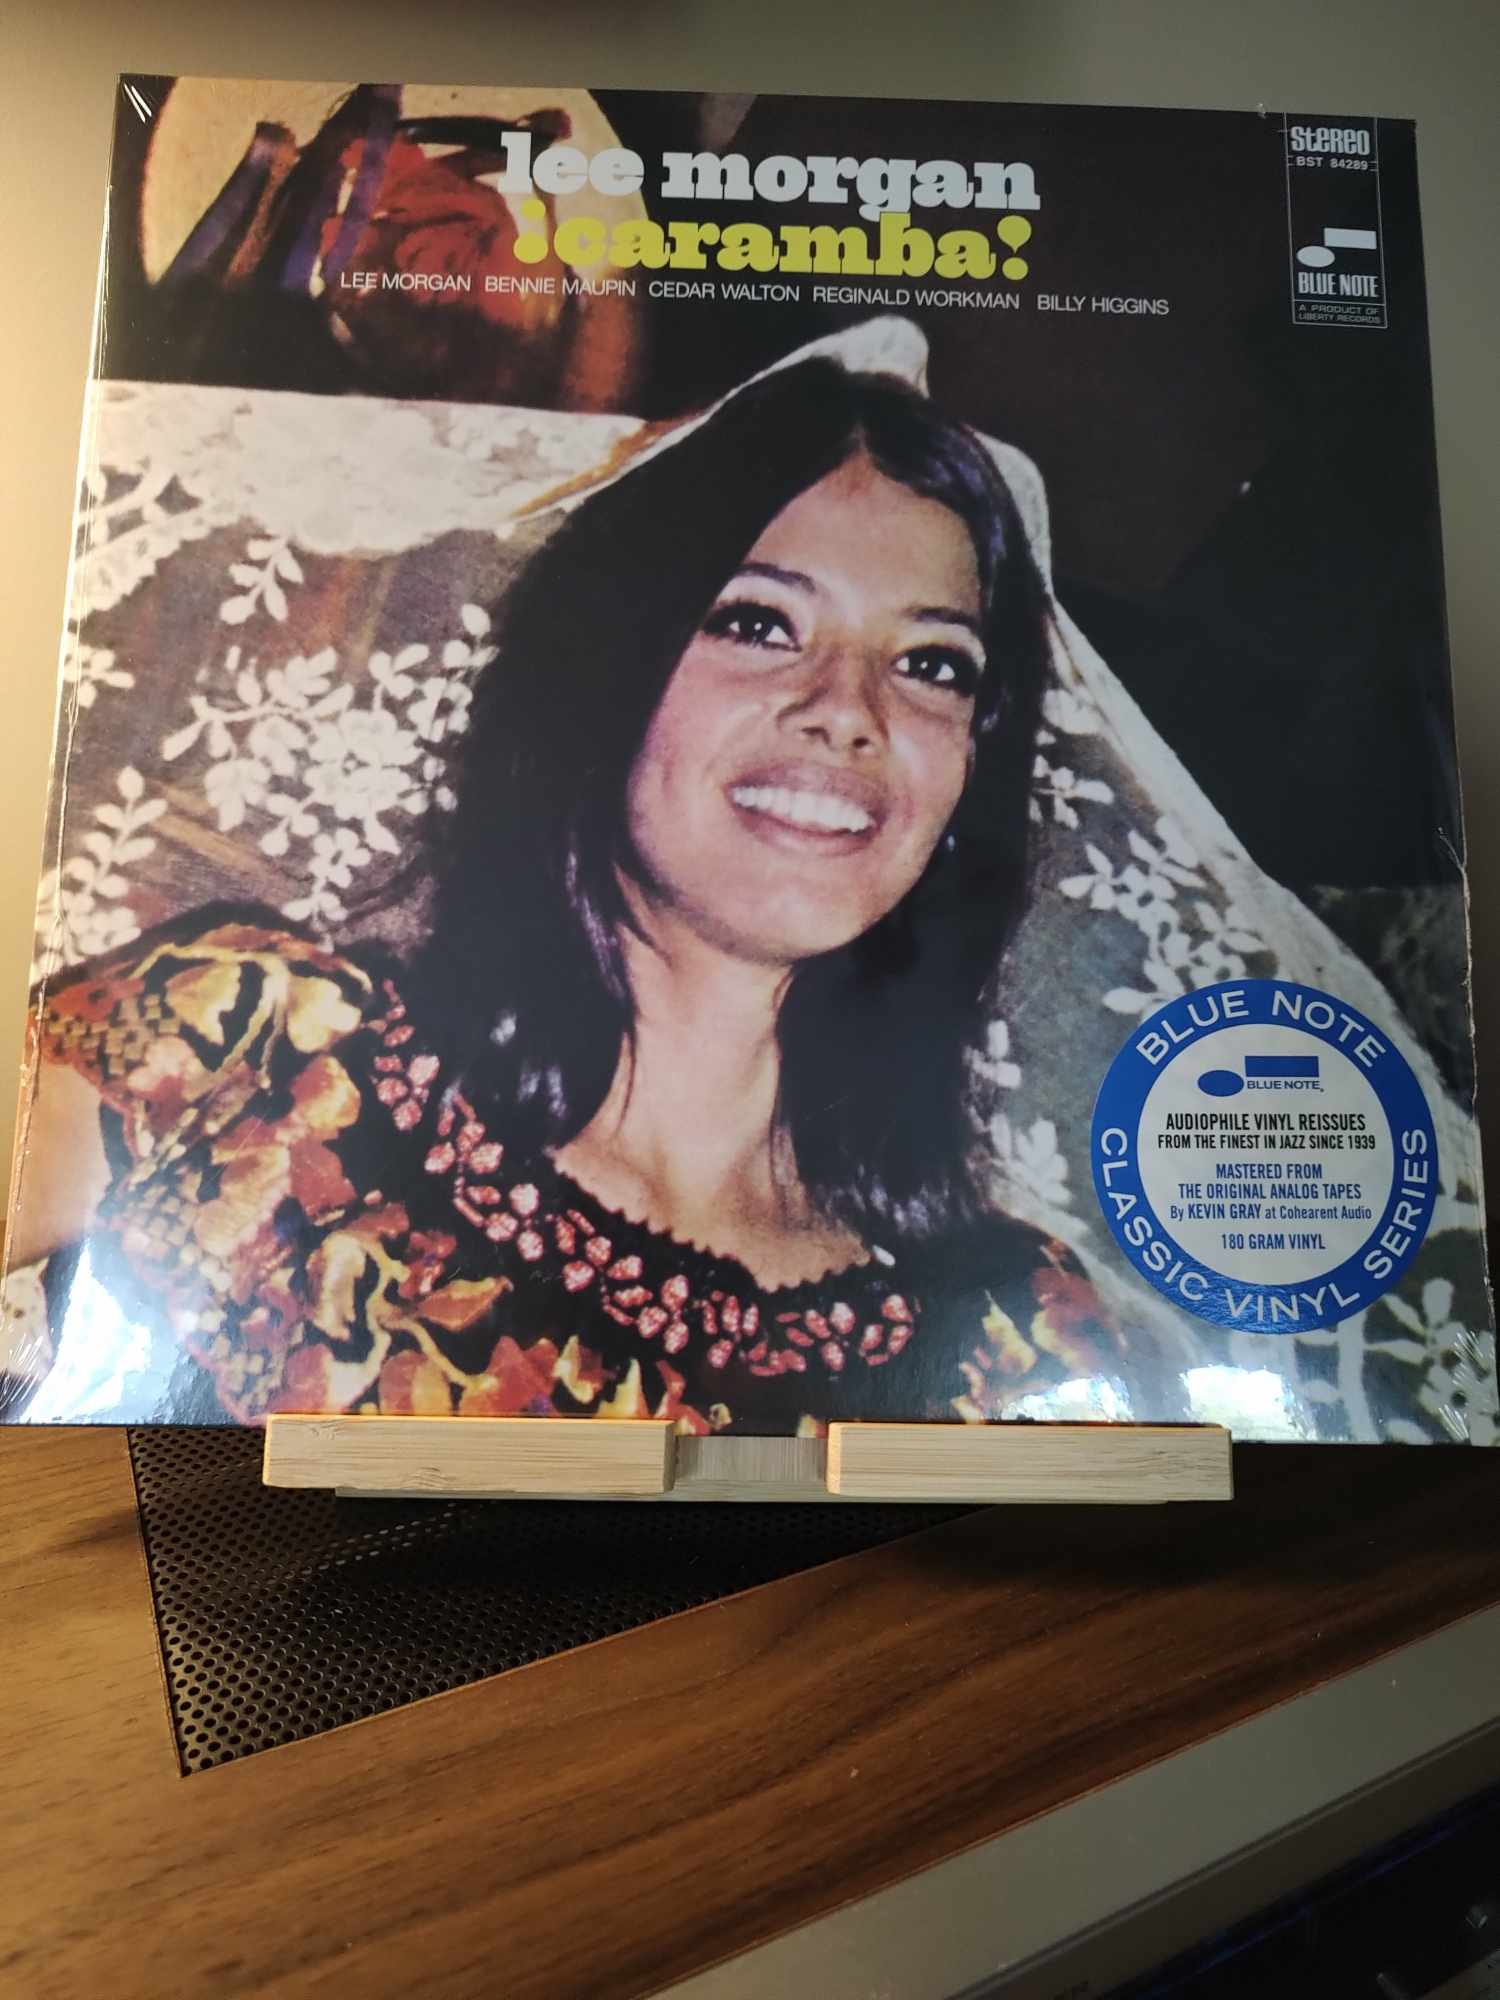 lee morgan
¡caramba!
LEE MORGAN BENNIE MAUPIN CEDAR WALTON REGINALD WORKMAN BILLY HIGGINS
STEREO
BST 84289
BLUE NOTE
A PRODUCT OF
LIBERTY RECORDS
BLUE NOTE
BLUE NOTE
AUDIOPHILE VINYL REISSUES
FROM THE FINEST IN JAZZ SINCE 1939
MASTERED FROM
THE ORIGINAL ANALOG TAPES
By KEVIN GRAY at Cohearent Audio
180 GRAM VINYL
CLASSIC VINYL SERIES